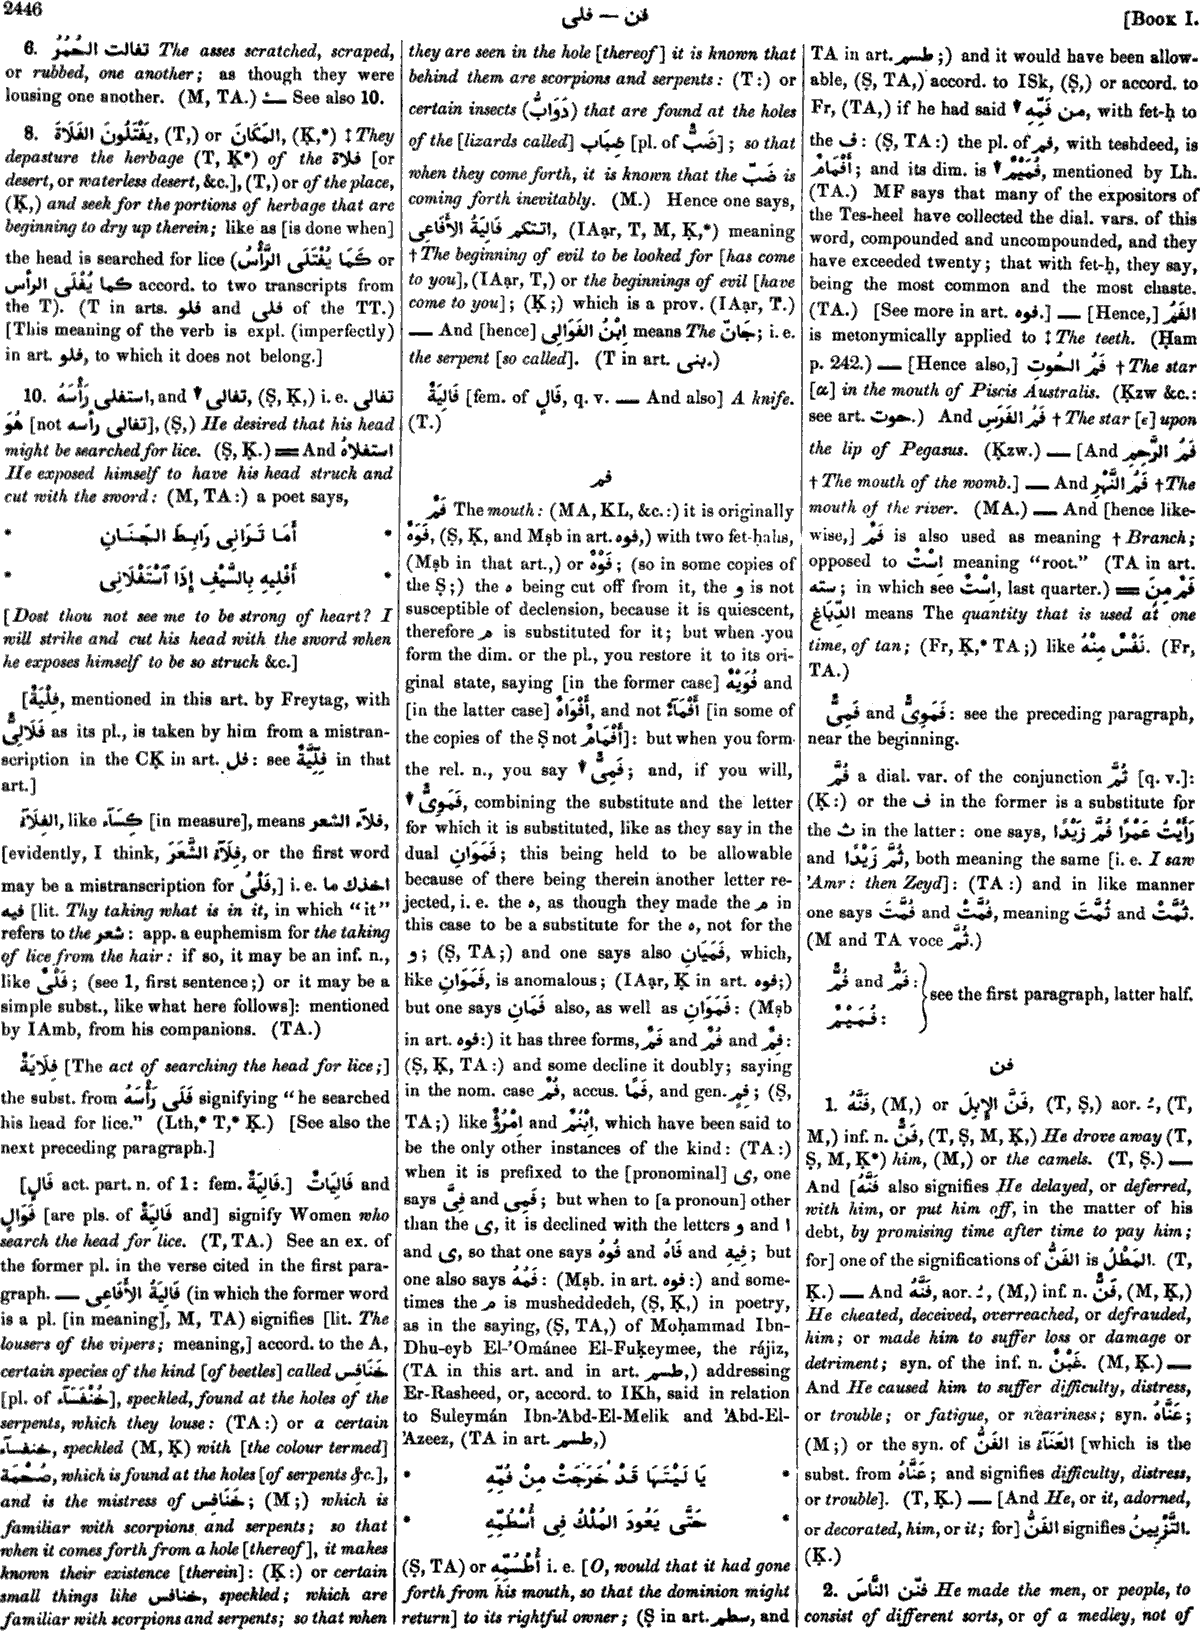 2446
فلى — فن
[Book I.
6. تفالت الحُمُرُ The asses scratched, scraped,
or rubbed, one another; as though they were
lousing one another. (M, TA.) See also 10.
8. يَفْتَلُونَ الفَلَاةَ, (T,) or المَكَانَ, (Ḳ,*) ‡ They
depasture the herbage (T, Ḳ*) of the فلاة [or
desert, or waterless desert, &c.], (T,) or of the place,
(Ḳ,) and seek for the portions of herbage that are
beginning to dry up therein; like as [is done when]
the head is searched for lice (كَمَا يُفْتَلَى الرَّأْسُ or
كما يُفْلَى الرأس accord. to two transcripts from
the T). (T in arts. فلو and فلى of the TT.)
[This meaning of the verb is expl. (imperfectly)
in art. فلو, to which it does not belong.]
10. استفلى رَأْسَهُ, and ▼ تفالى, (Ṣ, Ḳ,) i. e. تفالى
هُوَ [not تفالى رأسه], (Ṣ,) He desired that his head
might be searched for lice. (Ṣ, Ḳ.) = And استفلاهُ
He exposed himself to have his head struck and
cut with the sword: (M, TA:) a poet says,
* أَمَا تَرَانِى رَابِطَ الجَنَانِ *
* أَفْلِيهِ بِالسَّيْفِ إِذَا ٱسْتَفْلَانِى *
[Dost thou not see me to be strong of heart? I
will strike and cut his head with the sword when
he exposes himself to be so struck &c.]
[فِلْيَةٌ, mentioned in this art. by Freytag, with
فَلَالِىُّ as its pl., is taken by him from a mistran-
scription in the CḲ in art. فل: see فِلِّيَّةٌ in that
art.]
الفِلَآءُ, like كِسَآء [in measure], means فلآء الشعر,
[evidently, I think, فِلَآءُ الشَّعَرِ, or the first word
may be a mistranscription for فَلْىُ,] i. e. اخذك ما
فيه [lit. Thy taking what is in it, in which “it”
refers to the شعر: app. a euphemism for the taking
of lice from the hair: if so, it may be an inf. n.,
like فَلْىٌ; (see 1, first sentence;) or it may be a
simple subst., like what here follows]: mentioned
by IAmb, from his companions. (TA.)
فِلَايَةٌ [The act of searching the head for lice;]
the subst. from فَلَى رَأْسَهُ signifying “he searched
his head for lice.” (Lth,* T,* Ḳ.) [See also the
next preceding paragraph.]
[فَالٍ act. part. n. of 1: fem. فَالِيَةٌ.] فَالِيَاتٌ and
فَوَالٍ [are pls. of فَالِيَةٌ and] signify Women who
search the head for lice. (T, TA.) See an ex. of
the former pl. in the verse cited in the first para-
graph. — فَالِيَةُ الأَفَاعِى (in which the former word
is a pl. [in meaning], M, TA) signifies [lit. The
lousers of the vipers; meaning,] accord. to the A,
certain species of the kind [of beetles] called خَنَافِس
[pl. of خُنْفَسَآء], speckled, found at the holes of the
serpents, which they louse: (TA:) or a certain
خنفسآء, speckled (M, Ḳ) with [the colour termed]
صُحْمَة, which is found at the holes [of serpents &c.],
and is the mistress of خَنَافِس; (M;) which is
familiar with scorpions and serpents; so that
when it comes forth from a hole [thereof], it makes
known their existence [therein]: (Ḳ:) or certain
small things like خنافس, speckled; which are
familiar with scorpions and serpents; so that when
they are seen in the hole [thereof] it is known that
behind them are scorpions and serpents: (T:) or
certain insects (دَوَابُّ) that are found at the holes
of the [lizards called] ضِبَاب [pl. of ضَبّ]; so that
when they come forth, it is known that the ضَبّ is
coming forth inevitably. (M.) Hence one says,
اتتكم فَالِيَةُ الأَفَاعِى, (IAạr, T, M, Ḳ,*) meaning
† The beginning of evil to be looked for [has come
to you], (IAạr, T,) or the beginnings of evil [have
come to you]; (Ḳ;) which is a prov. (IAạr, T.)
— And [hence] اِبْنُ الفَوَالِى means The جَانّ; i. e.
the serpent [so called]. (T in art. بنى.)
فَالِيَةٌ [fem. of فَالٍ, q. v. — And also] A knife.
(T.)
فم
فَمٌ The mouth: (MA, KL, &c.:) it is originally
فَوَهٌ, (Ṣ, Ḳ, and Mṣb in art. فوه,) with two fet-ḥahs,
(Mṣb in that art.,) or فَوْهٌ; (so in some copies of
the Ṣ;) the ه being cut off from it, the و is not
susceptible of declension, because it is quiescent,
therefore م is substituted for it; but when you
form the dim. or the pl., you restore it to its ori-
ginal state, saying [in the former case] فُوَيْهٌ and
[in the latter case] أَفْوَاهٌ, and not أَفْمَآءٌ [in some of
the copies of the Ṣ not أَفْمَامٌ]: but when you form
the rel. n., you say ▼ فَمِىٌّ; and, if you will,
▼ فَمَوِىٌّ, combining the substitute and the letter
for which it is substituted, like as they say in the
dual فَمَوَانِ; this being held to be allowable
because of there being therein another letter re-
jected, i. e. the ه, as though they made the م in
this case to be a substitute for the ه, not for the
و; (Ṣ, TA;) and one says also فَمَيَانِ, which,
like فَمَوَانِ, is anomalous; (IAạr, Ḳ in art. فوه;)
but one says فَمَانِ also, as well as فَمَوَانِ: (Mṣb
in art. فوه:) it has three forms, فَمٌ and فُمٌ and فِمٌ:
(Ṣ, Ḳ, TA:) and some decline it doubly; saying
in the nom. case فُمٌ, accus. فَمًا, and gen. فِمٍ; (Ṣ,
TA;) like اِمْرُؤٌ and اِبْنُمٌ, which have been said to
be the only other instances of the kind: (TA:)
when it is prefixed to the [pronominal] ى, one
says فِىَّ and فَمِى; but when to [a pronoun] other
than the ى, it is declined with the letters و and ا
and ى, so that one says فُوهُ and فَاهُ and فِيهِ; but
one also says فَمُهُ: (Mṣb. in art. فوه:) and some-
times the م is musheddedeh, (Ṣ, Ḳ,) in poetry,
as in the saying, (Ṣ, TA,) of Moḥammad Ibn-
Dhu-eyb El-’Ománee El-Fuḳeymee, the rájiz,
(TA in this art. and in art. طسم,) addressing
Er-Rasheed, or, accord. to IKh, said in relation
to Suleymán Ibn-’Abd-El-Melik and ’Abd-El-
’Azeez, (TA in art. طسم,)
* يَا لَيْتَهَا قَدْ خَرَجَتْ مِنْ فُمِّهِ *
* حَتَّى يَعُودَ المُلْكُ فِى أُسْطُمِّهِ *
(Ṣ, TA) or أُطْسُمِّهِ i. e. [O, would that it had gone
forth from his mouth, so that the dominion might
return] to its rightful owner; (Ṣ in art. سطم, and
TA in art. طسم;) and it would have been allow-
able, (Ṣ, TA,) accord. to ISk, (Ṣ,) or accord. to
Fr, (TA,) if he had said ▼ من فَمِّهِ, with fet-ḥ to
the ف: (Ṣ, TA:) the pl. of فم, with teshdeed, is
أَفْمَامٌ; and its dim. is ▼ فُمَيْمٌ, mentioned by Lh.
(TA.) MF says that many of the expositors of
the Tes-heel have collected the dial. vars. of this
word, compounded and uncompounded, and they
have exceeded twenty; that with fet-ḥ, they say,
being the most common and the most chaste.
(TA.) [See more in art. فوه.] — [Hence,] الفَمُ
is metonymically applied to ‡ The teeth. (Ḥam
p. 242.) — [Hence also,] فَمُ الحُوتِ † The star
[α] in the mouth of Piscis Australis. (Ḳzw &c.:
see art. حوت.) And فَمُ الفَرَسِ † The star [ε] upon
the lip of Pegasus. (Ḳzw.) — [And فَمُ الرَّحِمِ
† The mouth of the womb.] — And فَمُ النَّهْرِ † The
mouth of the river. (MA.) — And [hence like-
wise,] فَمٌ is also used as meaning † Branch;
opposed to اِسْتٌ meaning “root.” (TA in art.
سته; in which see اِسْتٌ, last quarter.) = فَمٌ مِنَ
الدِّبَاغِ means The quantity that is used at one
time, of tan; (Fr, Ḳ,* TA;) like نَفْسٌ مِنْهُ. (Fr,
TA.)
فَمِىٌّ and فَمَوِىٌّ: see the preceding paragraph,
near the beginning.
فُمَّ a dial. var. of the conjunction ثُمَّ [q. v.]:
(Ḳ:) or the ف in the former is a substitute for
the ث in the latter: one says, رَأَيْتُ عَمْرًا فُمَّ زَيْدًا
and ثُمَّ زَيْدًا, both meaning the same [i. e. I saw
’Amr: then Zeyd]: (TA:) and in like manner
one says فُمَّتَ and فُمَّتْ, meaning ثُمَّتَ and ثُمَّتْ.
(M and TA voce ثُمَّ.)
فَمٌّ and فُمٌّ:
فُمَيْمٌ: } see the first paragraph, latter half.
فن
1. فَنَّهُ, (M,) or فَنَّ الإِبِلَ, (T, Ṣ,) aor. ـُ, (T,
M,) inf. n. فَنٌّ, (T, Ṣ, M, Ḳ,) He drove away (T,
Ṣ, M, Ḳ*) him, (M,) or the camels. (T, Ṣ.) —
And [فَنَّهُ also signifies He delayed, or deferred,
with him, or put him off, in the matter of his
debt, by promising time after time to pay him;
for] one of the significations of الفَنُّ is المَطْلُ. (T,
Ḳ.) — And فَنَّهُ, aor. ـُ, (M,) inf. n. فَنٌّ, (M, Ḳ,)
He cheated, deceived, overreached, or defrauded,
him; or made him to suffer loss or damage or
detriment; syn. of the inf. n. غَبْنٌ. (M, Ḳ.) —
And He caused him to suffer difficulty, distress,
or trouble; or fatigue, or weariness; syn. عَنَّاهُ;
(M;) or the syn. of الفَنُّ is العَنَآءُ [which is the
subst. from عَنَّاهُ; and signifies difficulty, distress,
or trouble]. (T, Ḳ.) — [And He, or it, adorned,
or decorated, him, or it; for] الفَنُّ signifies التَّزْيِينُ.
(Ḳ.)
2. فنّن النَّاسَ He made the men, or people, to
consist of different sorts, or of a medley, not of